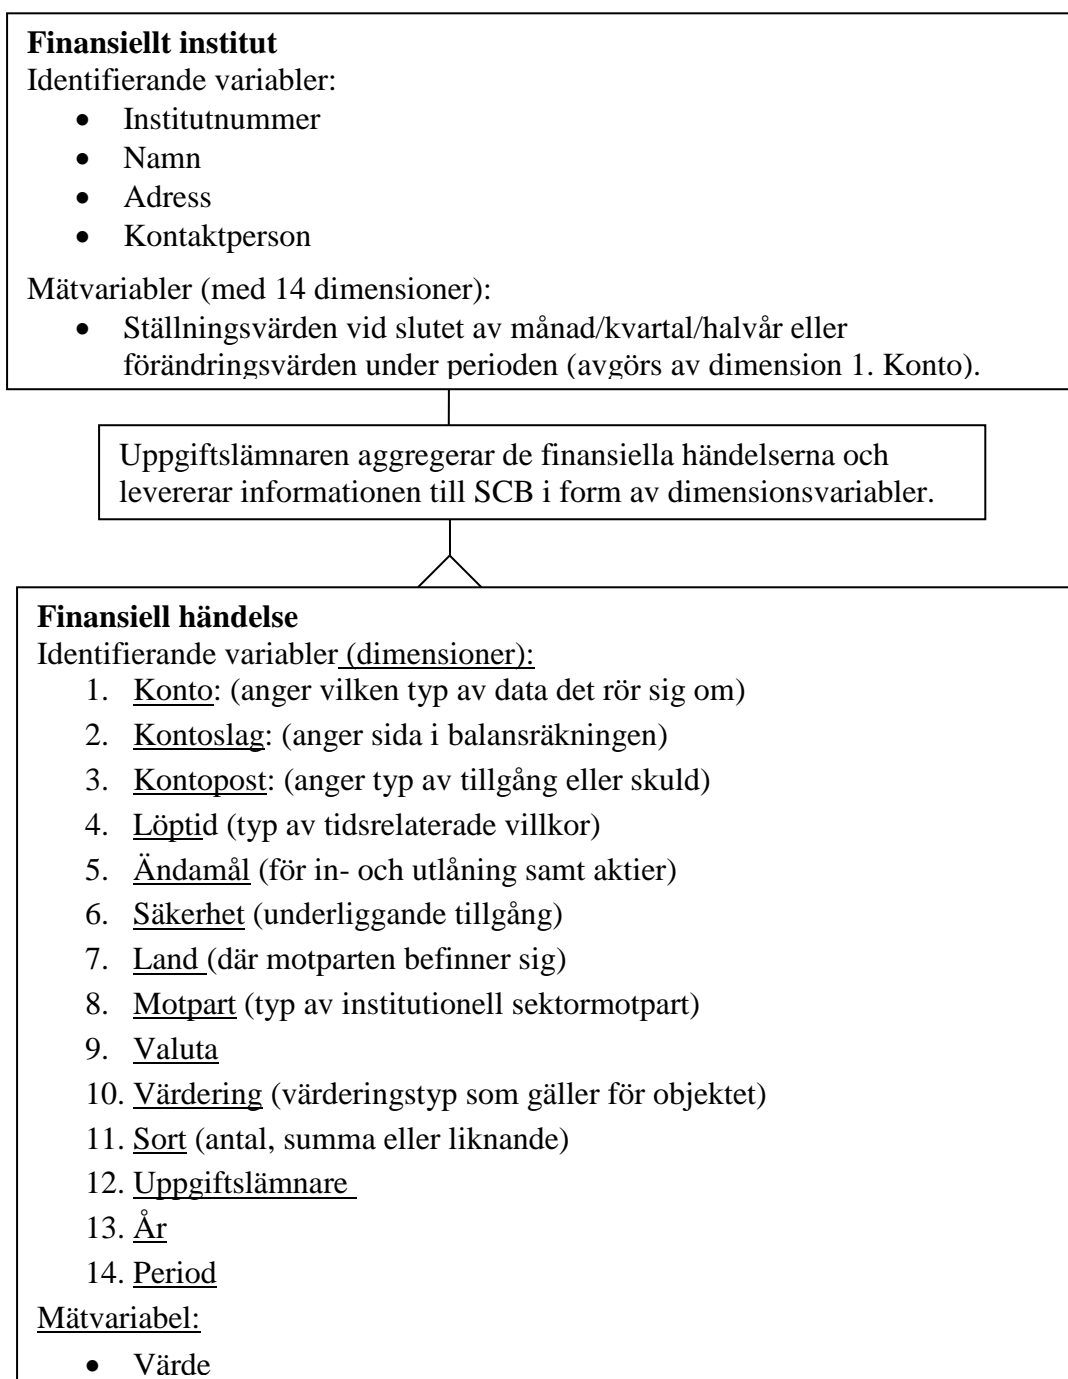 Finansiellt institut
Identifierande variabler:
• Institutnummer
• Namn
• Adress
• Kontaktperson
Mätvariabler (med 14 dimensioner):
• Ställningsvärden vid slutet av månad/kvartal/halvår eller
förändringsvärden under perioden (avgörs av dimension 1. Konto).
Uppgiftslämnaren aggregerar de finansiella händelserna och
levererar informationen till SCB i form av dimensionsvariabler.
Finansiell händelse
Identifierande variabler (dimensioner):
1. Konto: (anger vilken typ av data det rör sig om)
2. Kontoslag: (anger sida i balansräkningen)
3. Kontopost: (anger typ av tillgång eller skuld)
4. Löptid (typ av tidsrelaterade villkor)
5. Ändamål (för in- och utlåning samt aktier)
6. Säkerhet (underliggande tillgång)
7. Land (där motparten befinner sig)
8. Motpart (typ av institutionell sektormotpart)
9. Valuta
10. Värdering (värderingstyp som gäller för objektet)
11. Sort (antal, summa eller liknande)
12. Uppgiftslämnare
13. År
14. Period
Mätvariabel:
• Värde